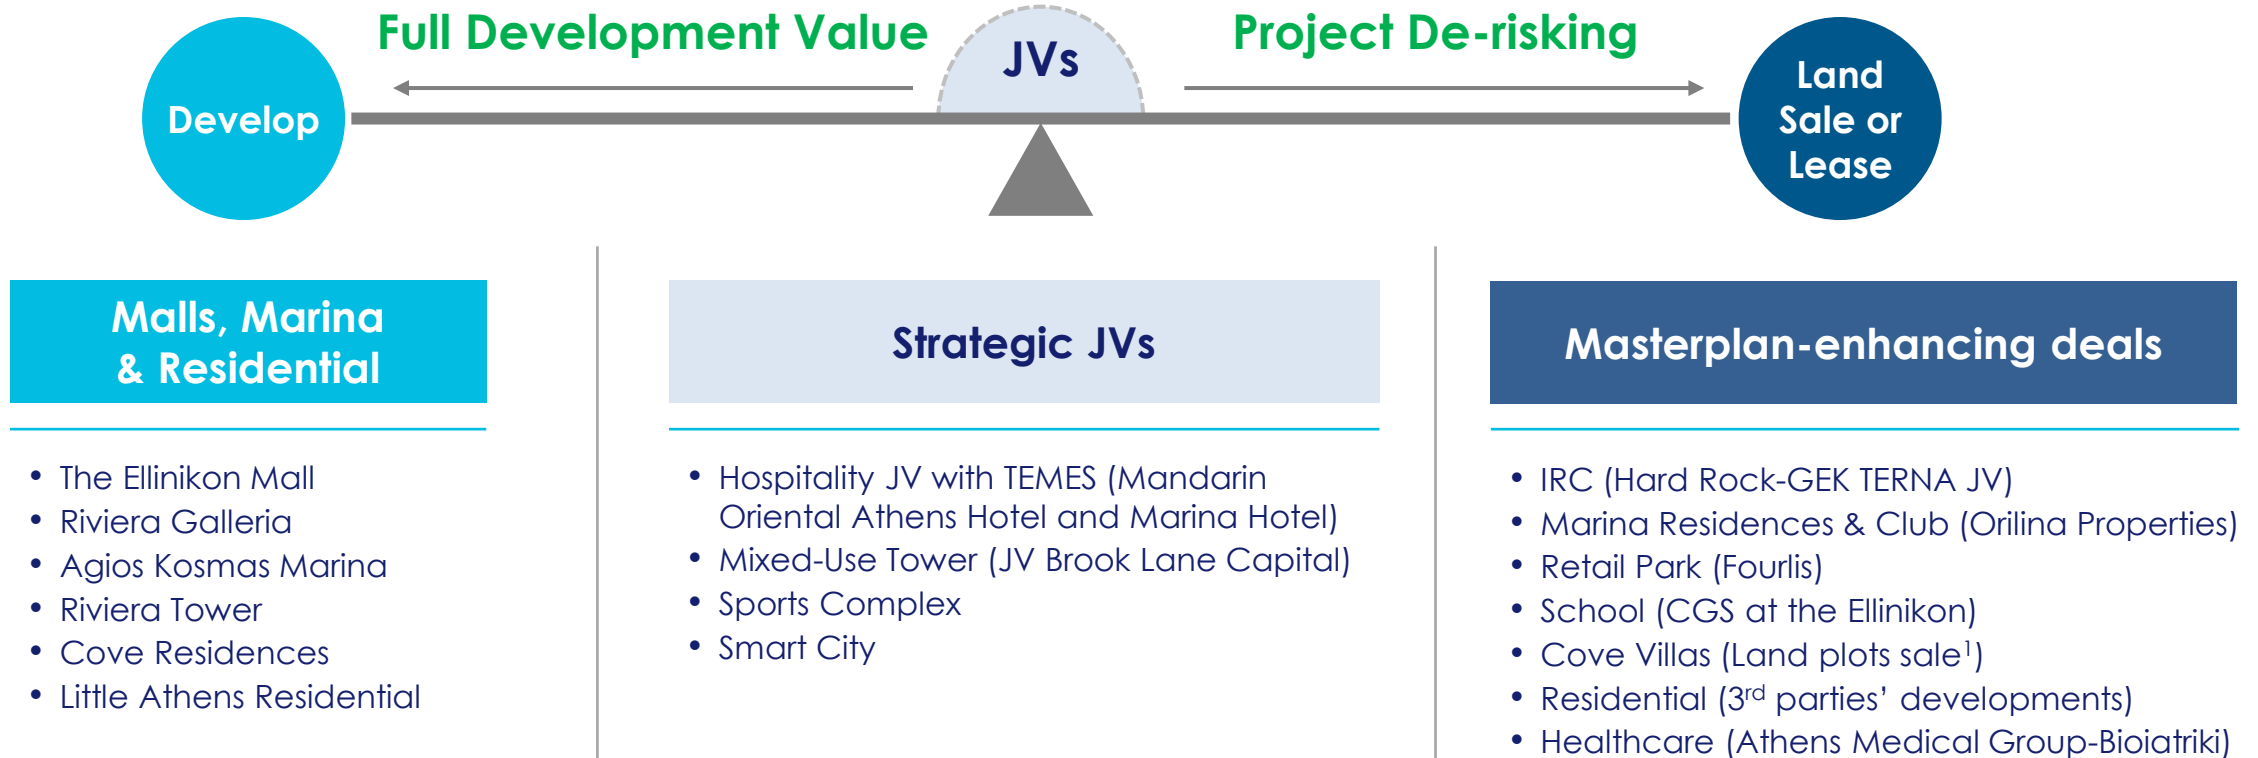 Full Development Value
JVs
Project De-risking
Develop
Land
Sale or
Lease
Malls, Marina
& Residential
• The Ellinikon Mall
• Riviera Galleria
• Agios Kosmas Marina
• Riviera Tower
• Cove Residences
• Little Athens Residential
Strategic JVs
• Hospitality JV with TEMES (Mandarin
Oriental Athens Hotel and Marina Hotel)
• Mixed-Use Tower (JV Brook Lane Capital)
• Sports Complex
• Smart City
Masterplan-enhancing deals
• IRC (Hard Rock-GEK TERNA JV)
• Marina Residences & Club (Orilina Properties)
• Retail Park (Fourlis)
• School (CGS at the Ellinikon)
• Cove Villas (Land plots sale¹)
• Residential (3ʳᵈ parties’ developments)
• Healthcare (Athens Medical Group-Bioiatriki)